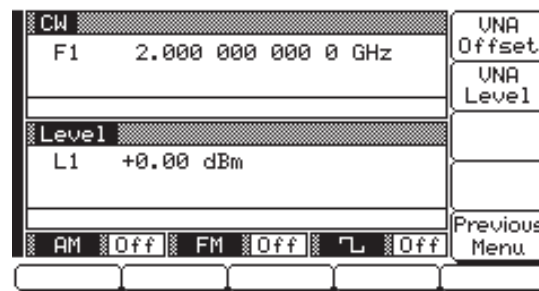 CW
F1 2.000 000 000 0 GHz
Level
L1 +0.00 dBm
AM Off FM Off Off
VNA
Offset
VNA
Level
Previous
Menu